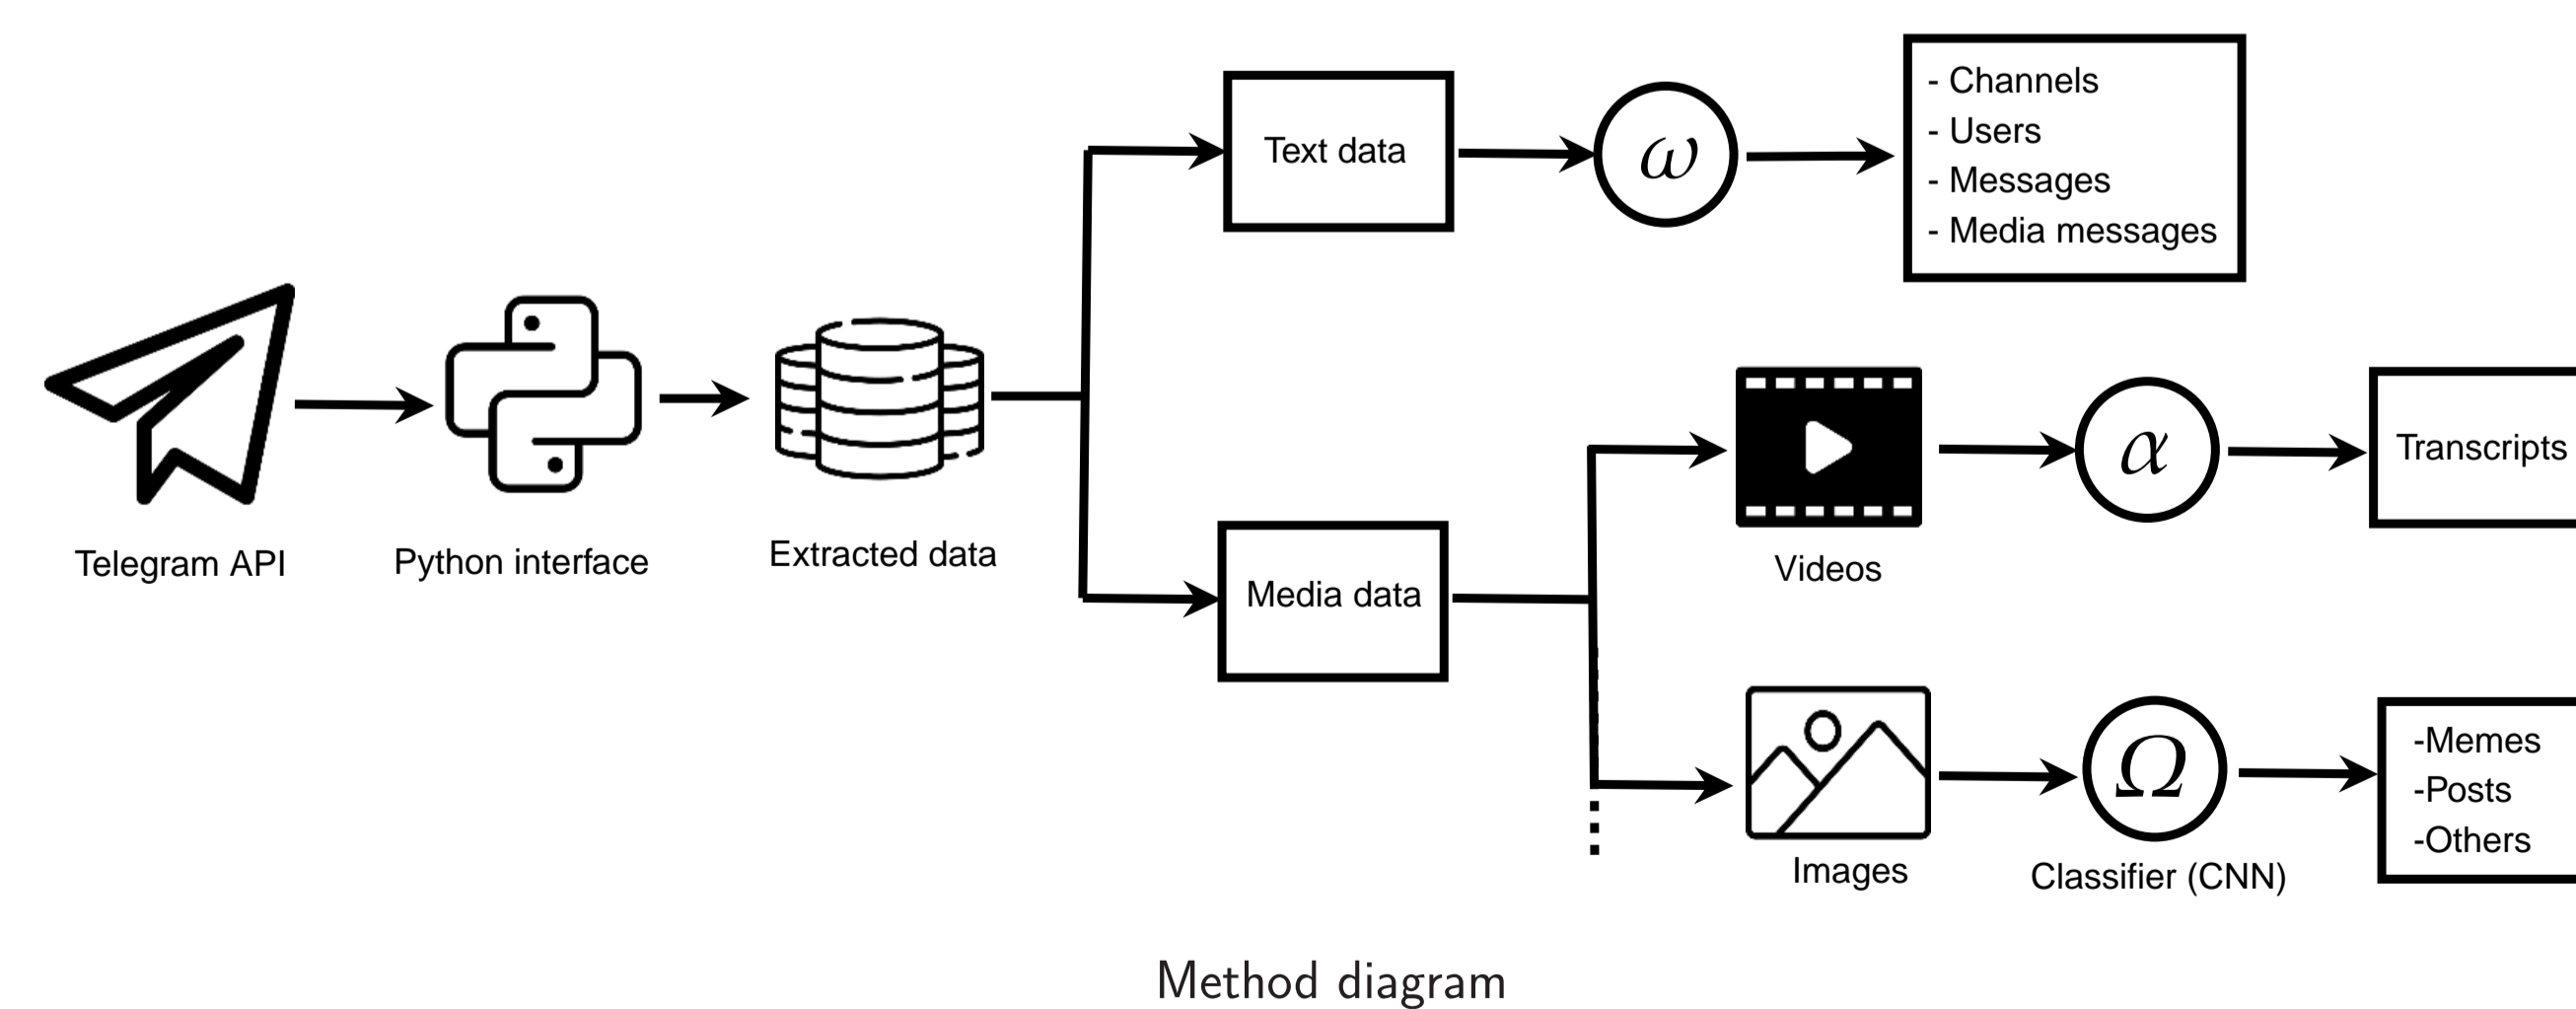 Telegram API
Python interface
Extracted data
Text data
ω
- Channels
- Users
- Messages
- Media messages
Media data
Videos
α
Transcripts
Images
Ω
Classifier (CNN)
-Memes
-Posts
-Others
Method diagram